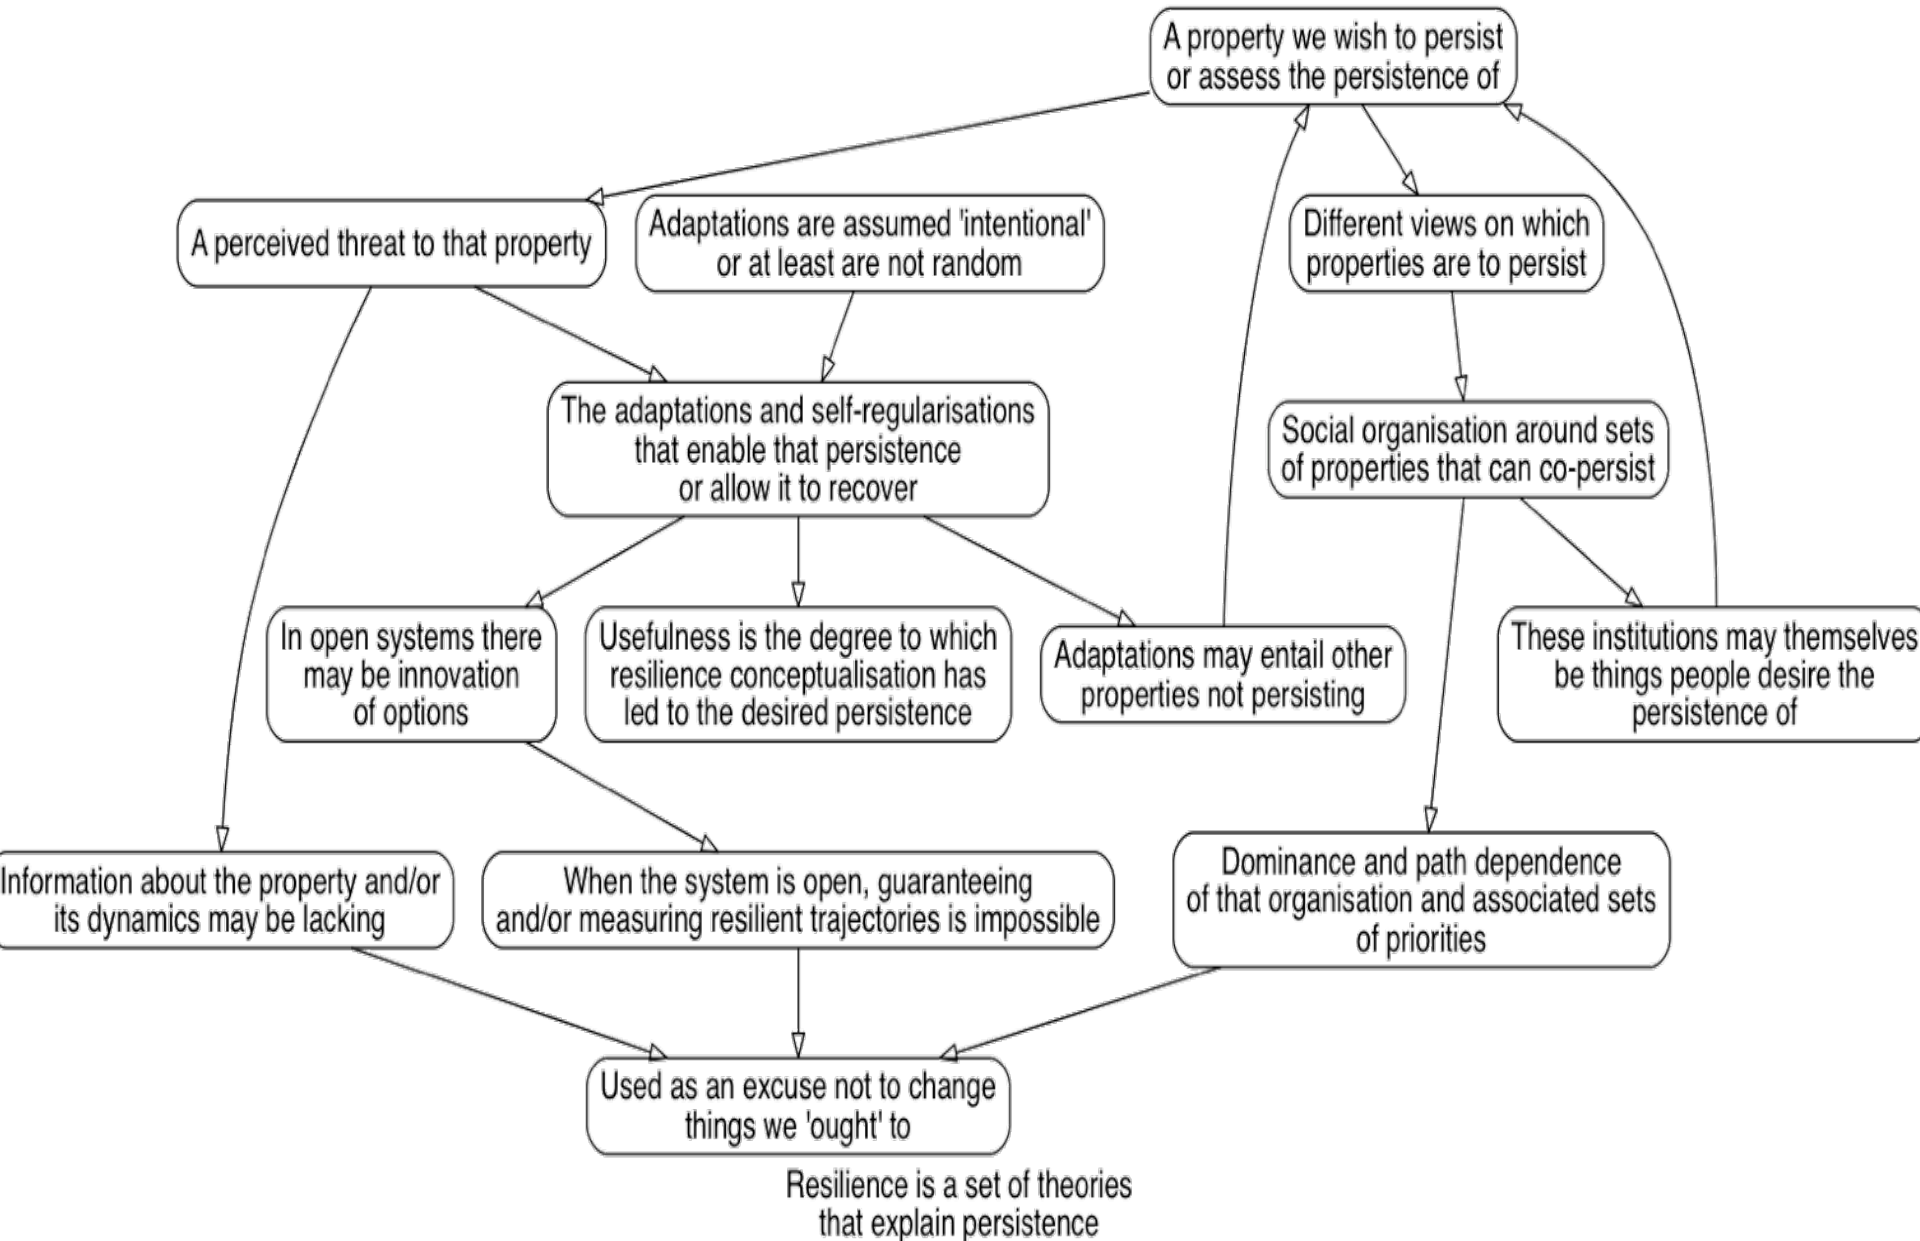 A property we wish to persist
or assess the persistence of
A perceived threat to that property
Adaptations are assumed 'intentional'
or at least are not random
Different views on which
properties are to persist
The adaptations and self-regularisations
that enable that persistence
or allow it to recover
Social organisation around sets
of properties that can co-persist
In open systems there
may be innovation
of options
Usefulness is the degree to which
resilience conceptualisation has
led to the desired persistence
Adaptations may entail other
properties not persisting
These institutions may themselves
be things people desire the
persistence of
Information about the property and/or
its dynamics may be lacking
When the system is open, guaranteeing
and/or measuring resilient trajectories is impossible
Dominance and path dependence
of that organisation and associated sets
of priorities
Used as an excuse not to change
things we 'ought' to
Resilience is a set of theories
that explain persistence